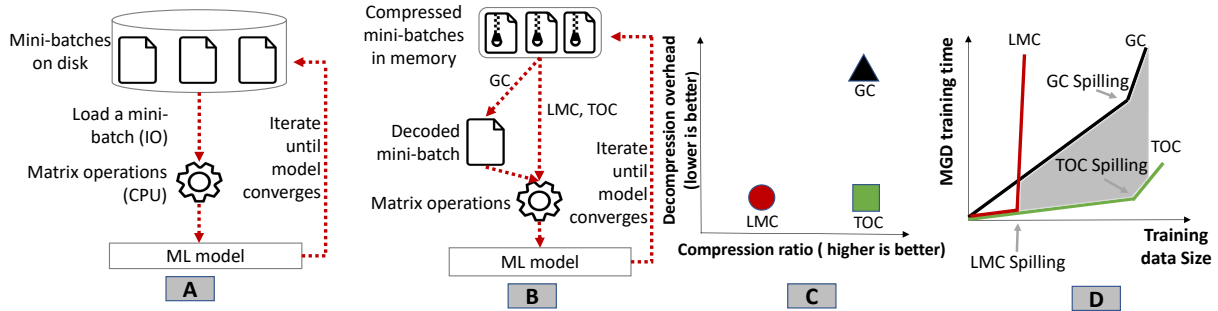 Mini-batches
on disk
Load a mini-
batch (IO)
Matrix operations
(CPU)
Iterate
until
model
converges
ML model
A
Compressed
mini-batches
in memory
GC
LMC, TOC
Decoded
mini-batch
Matrix operations
Iterate
until
model
converges
ML model
B
Decompression overhead
(lower is better)
GC
LMC
TOC
Compression ratio ( higher is better)
C
MGD training time
LMC
GC
GC Spilling
TOC Spilling
TOC
LMC Spilling
Training
data Size
D